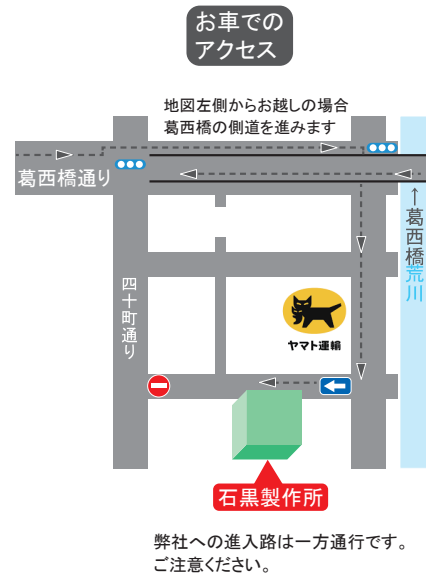 お車での
アクセス
地図左側からお越しの場合
葛西橋の側道を進みます
葛西橋通り
←葛西橋
荒川
四十町通り
ヤマト運輸
石黒製作所
弊社への進入路は一方通行です。
ご注意ください。